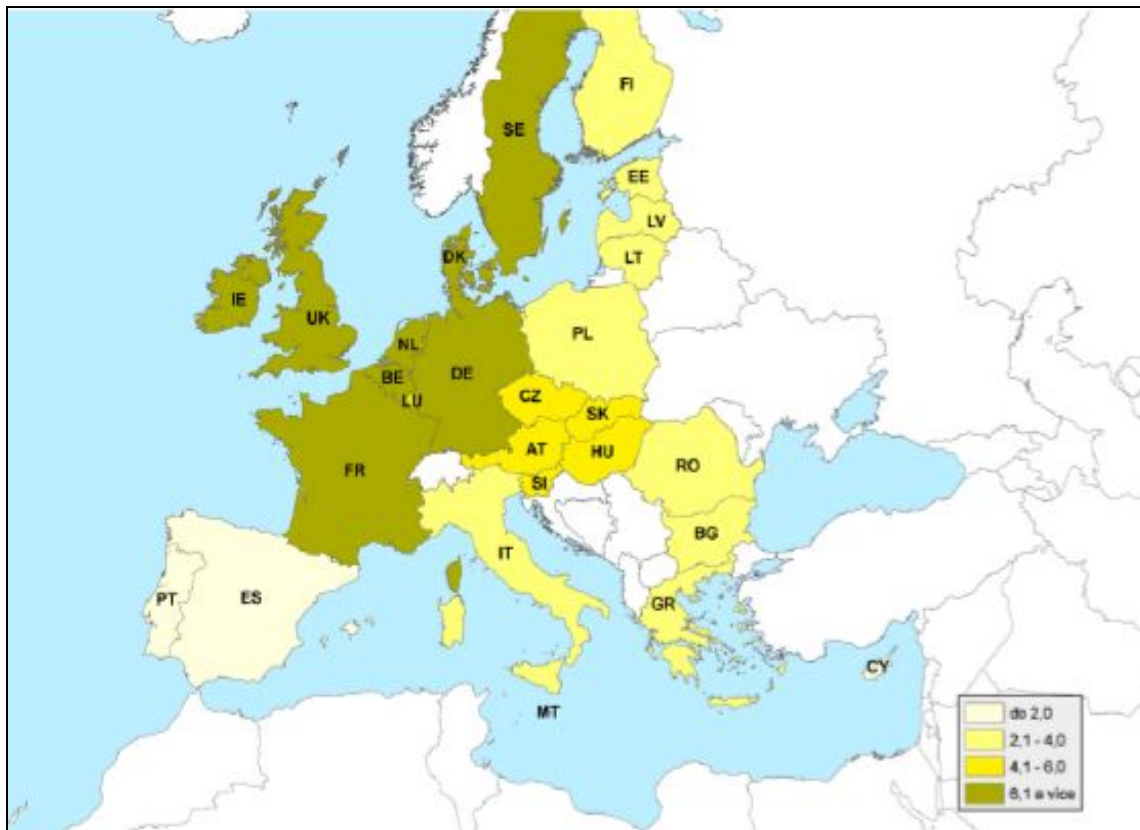 FI
SE
EE
LV
DK
LT
IE
UK
PL
NL
BE
DE
LU
CZ
SK
AT
HU
FR
RO
SI
BG
IT
PT
ES
GR
CY
MT
do 2,0
2,1 - 4,0
4,1 - 6,0
6,1 a více